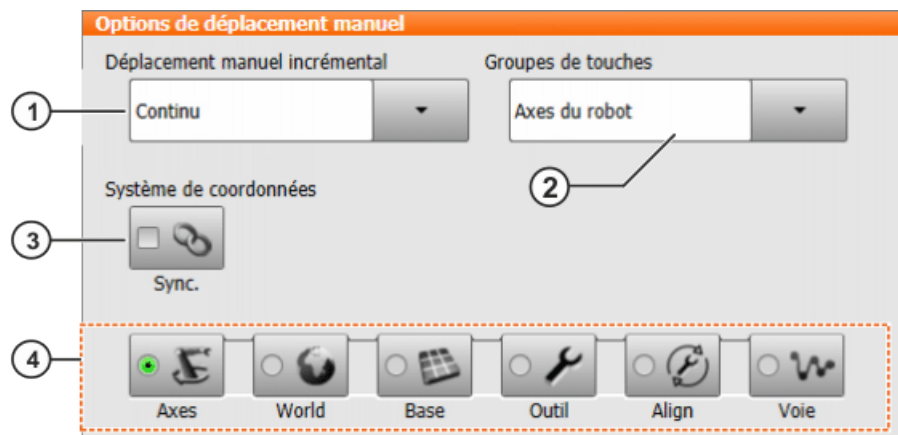 Options de déplacement manuel
Déplacement manuel incrémental
Groupes de touches
1
Continu
Axes du robot
2
Système de coordonnées
3
Sync.
4
Axes
World
Base
Outil
Align
Voie